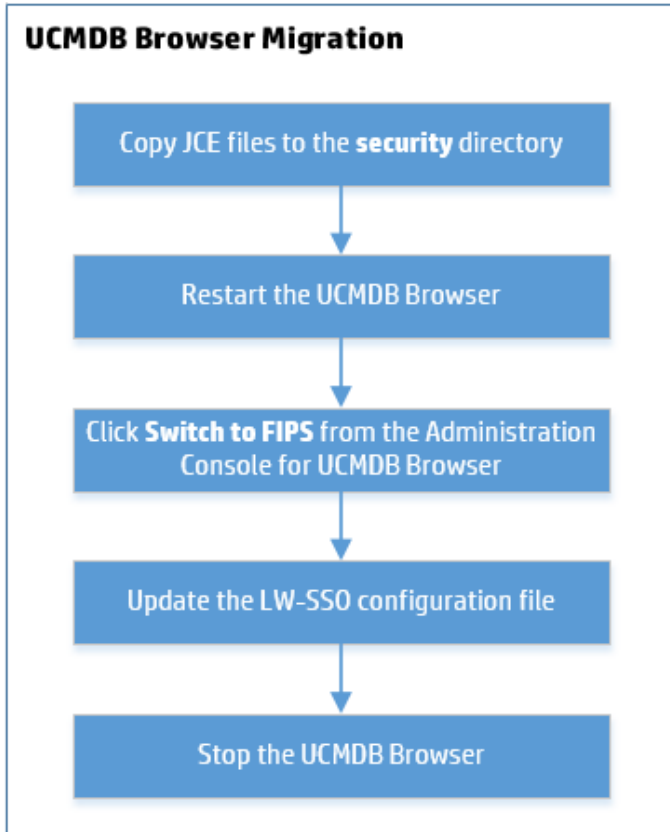 UCMDB Browser Migration
Copy JCE files to the security directory
Restart the UCMDB Browser
Click Switch to FIPS from the Administration
Console for UCMDB Browser
Update the LW-SSO configuration file
Stop the UCMDB Browser